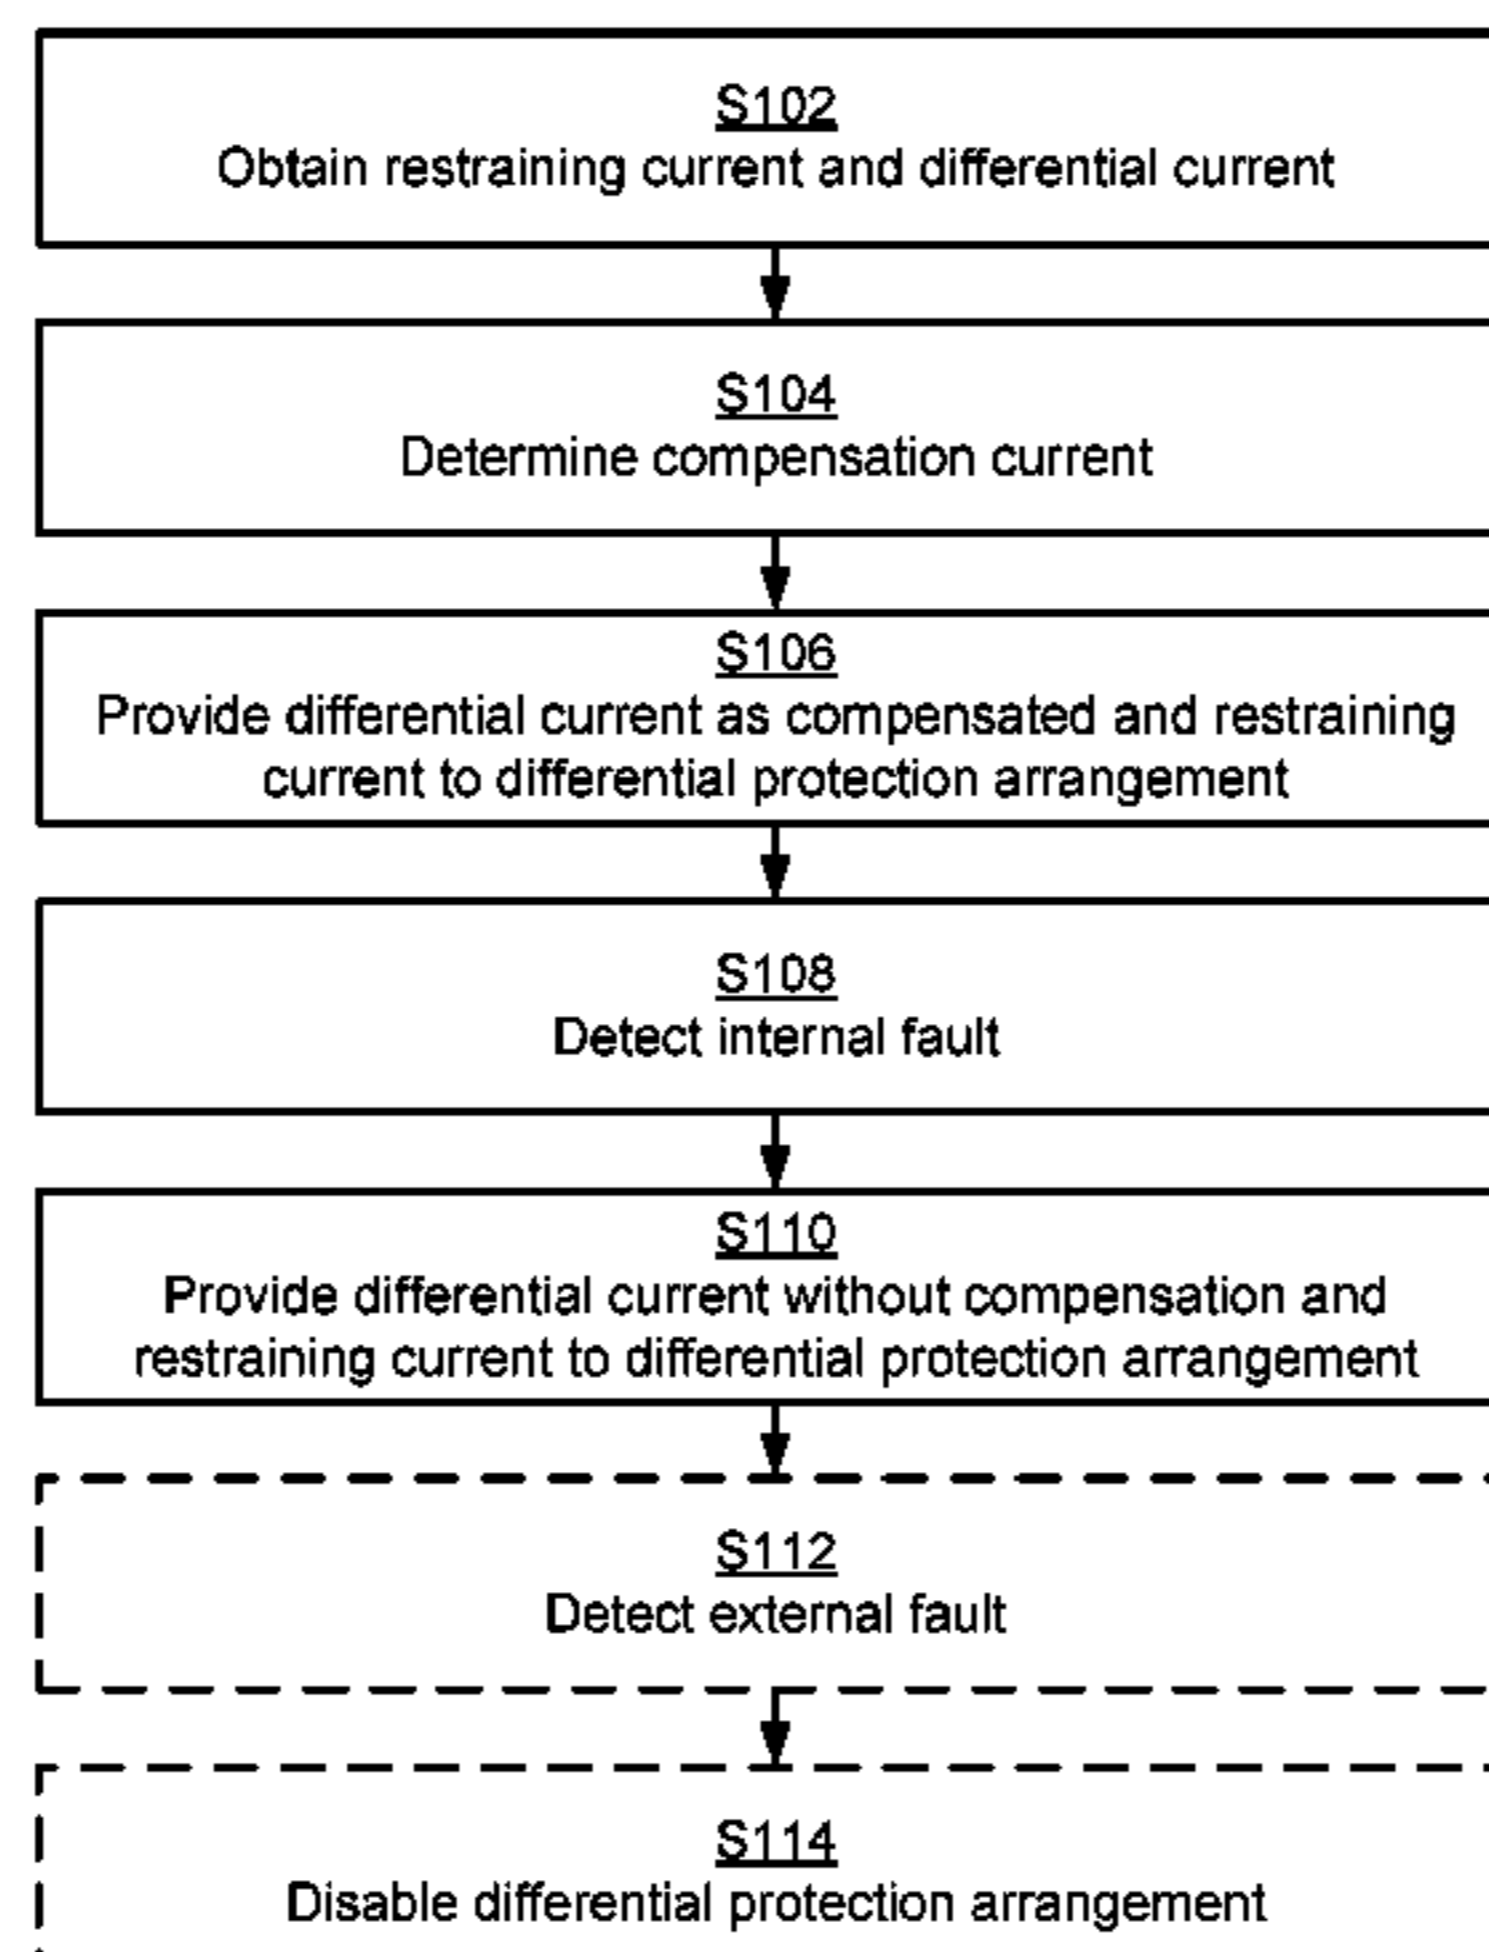 S102
Obtain restraining current and differential current
S104
Determine compensation current
S106
Provide differential current as compensated and restraining
current to differential protection arrangement
S108
Detect internal fault
S110
Provide differential current without compensation and
restraining current to differential protection arrangement
S112
Detect external fault
S114
Disable differential protection arrangement